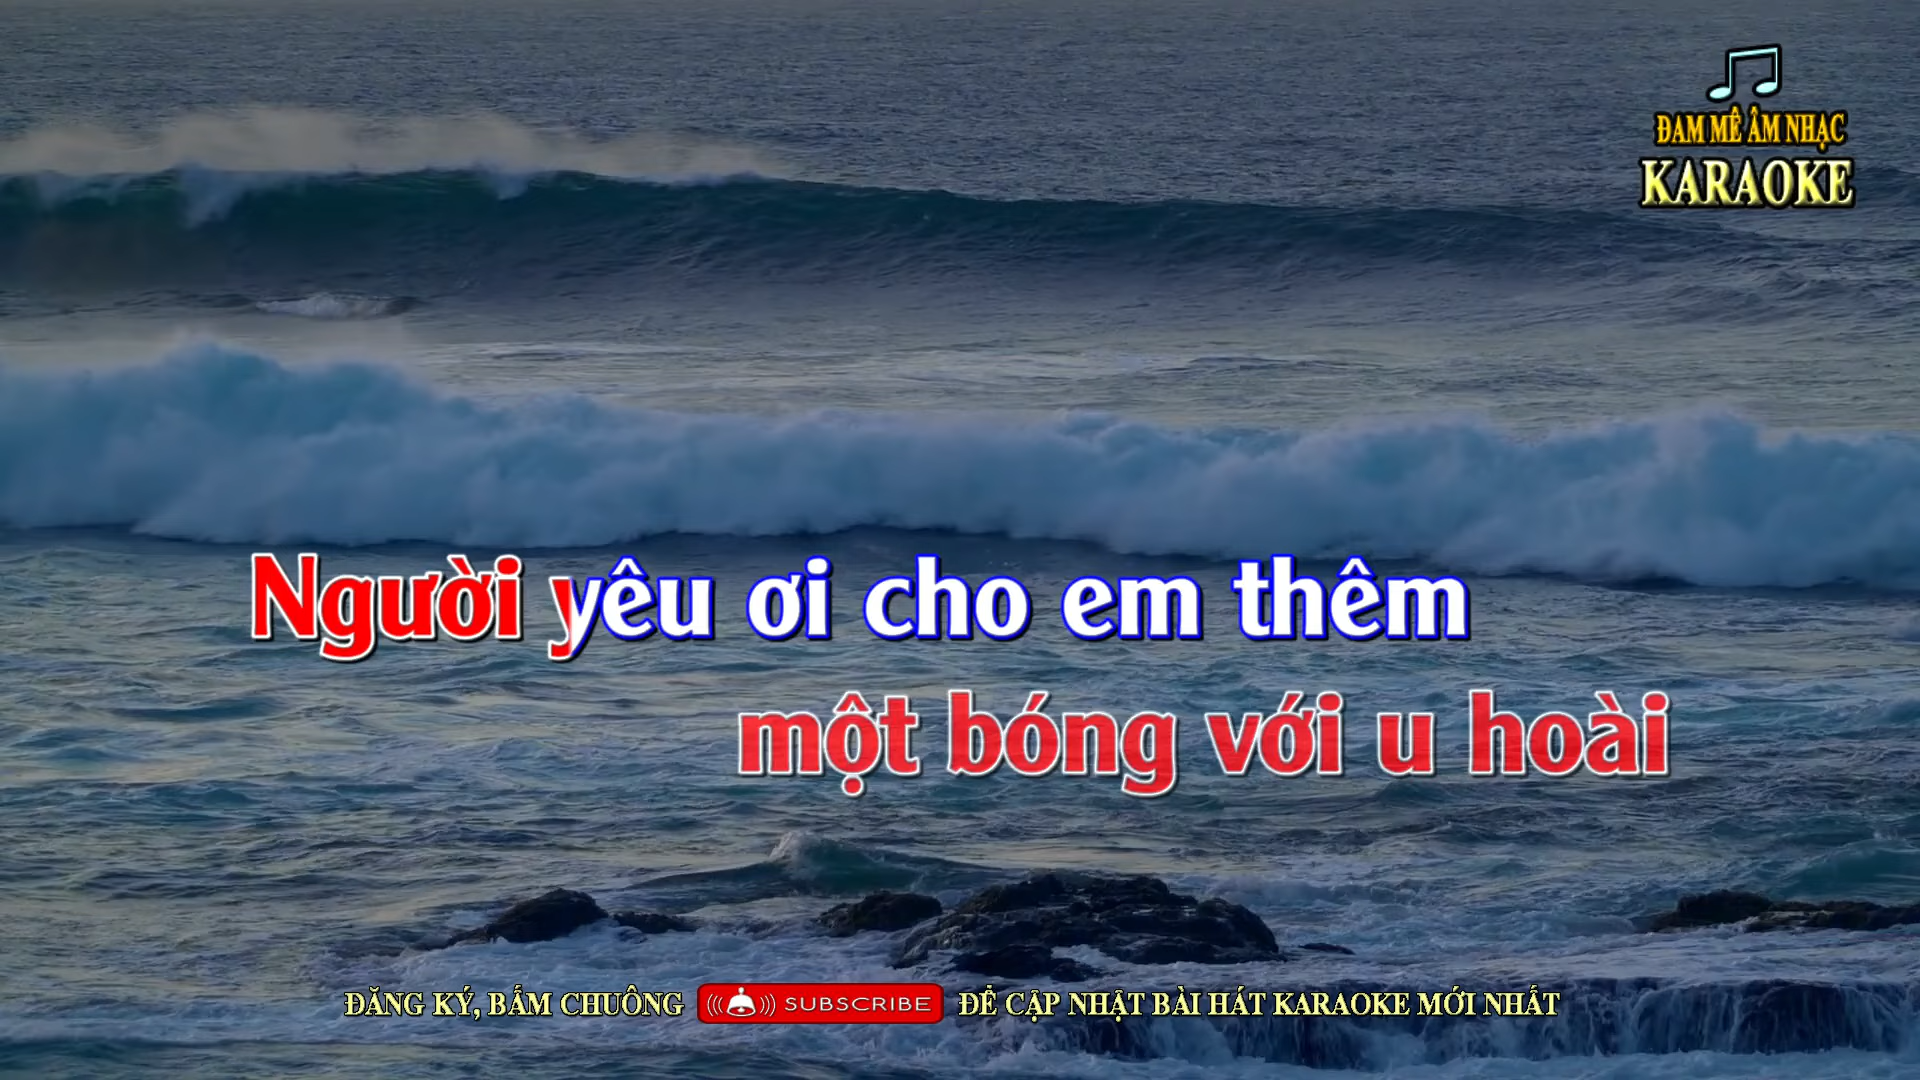 ĐAM MÊ ÂM NHẠC
KARAOKE
Người yêu ơi cho em thêm
một bóng với u hoài
ĐĂNG KÝ, BẤM CHUÔNG SUBSCRIBE ĐỂ CẬP NHẬT BÀI HÁT KARAOKE MỚI NHẤT